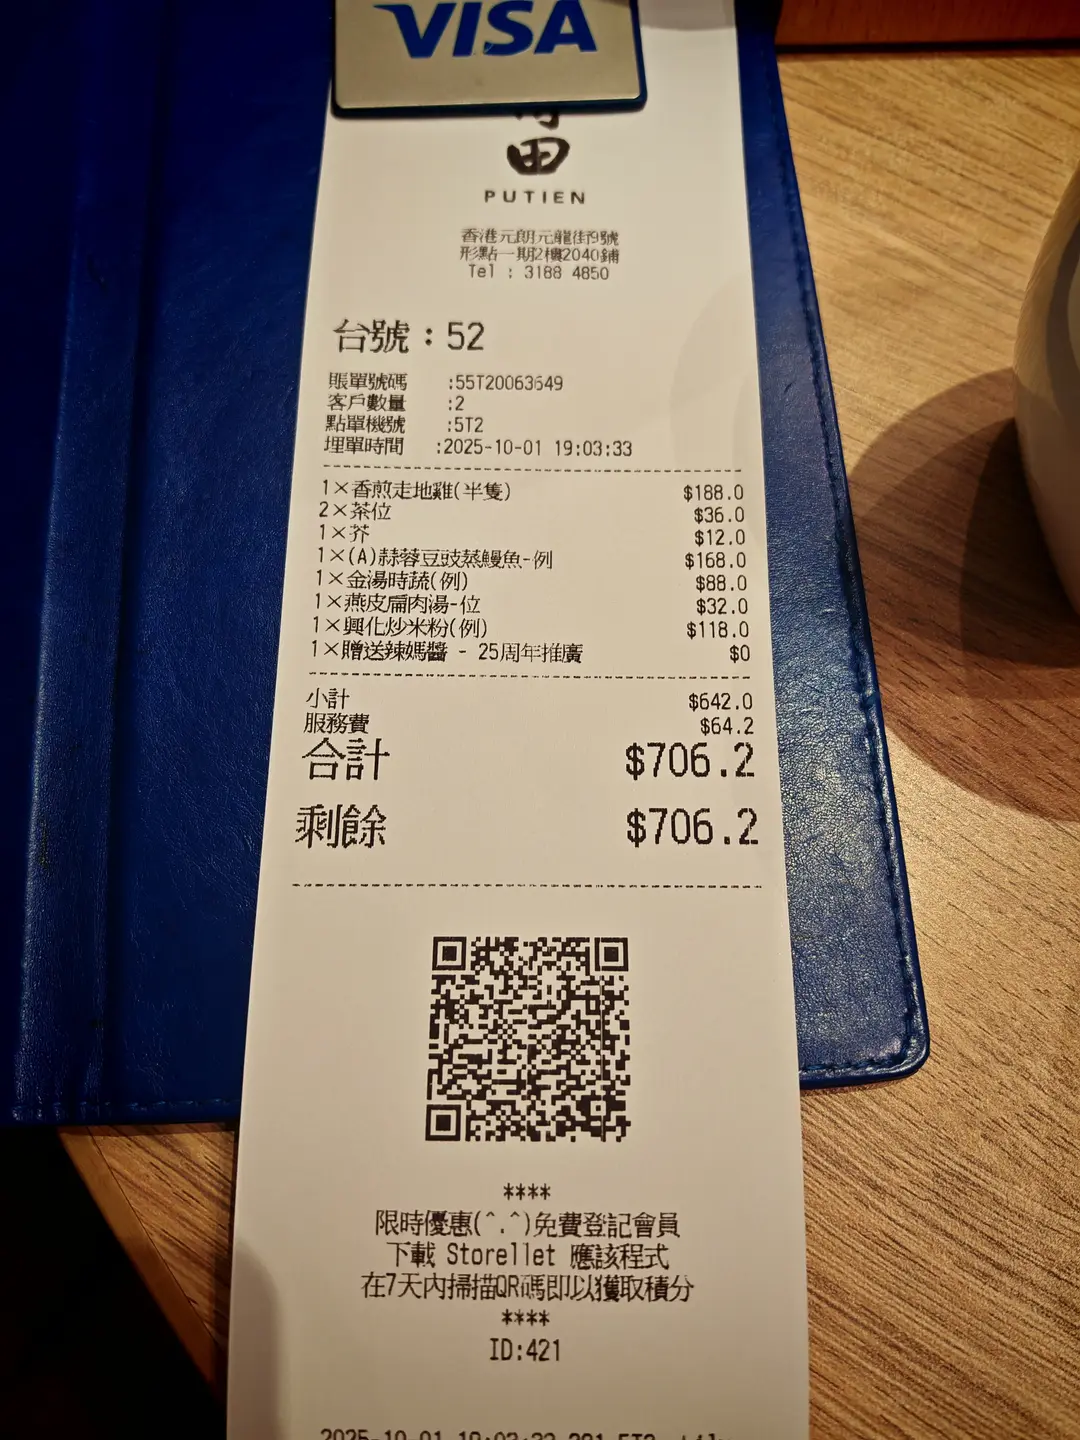 VISA
田
PUTIEN
香港元朗元龍街9號
形點一期2樓2040鋪
Tel : 3188 4850
台號：52
賬單號碼 :55T20063649
客戶數量 :2
點單機號 :5T2
埋單時間 :2025-10-01 19:03:33
1×香煎走地雞(半隻) $188.0
2×茶位 $36.0
1×芥 $12.0
1×(A)蒜蓉豆豉蒸鰻魚-例 $168.0
1×金湯時蔬(例) $88.0
1×燕皮扁肉湯-位 $32.0
1×興化炒米粉(例) $118.0
1×贈送辣媽醬 - 25周年推廣 $0
小計 $642.0
服務費 $64.2
合計 $706.2
剩餘 $706.2
****
限時優惠(^.^)免費登記會員
下載 Storellet 應該程式
在7天內掃描QR碼即以獲取積分
****
ID:421
2025-10-01 19:03:33